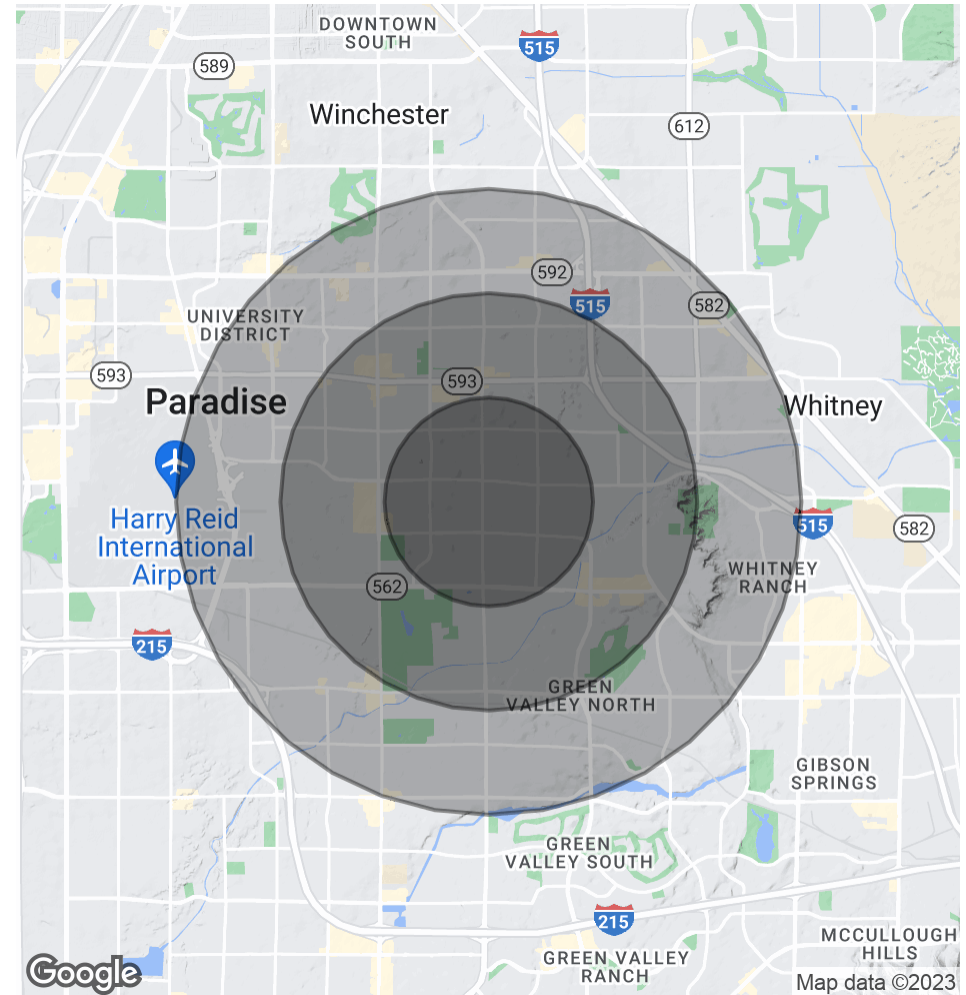 DOWNTOWN
SOUTH
515
589
Winchester
612
592
515
582
UNIVERSITY
DISTRICT
593
593
Paradise
Whitney
Harry Reid
International
Airport
515
582
562
WHITNEY
RANCH
215
GREEN
VALLEY NORTH
GIBSON
SPRINGS
GREEN
VALLEY SOUTH
215
MCCULLOUGH
HILLS
GREEN VALLEY
RANCH
Google
Map data ©2023